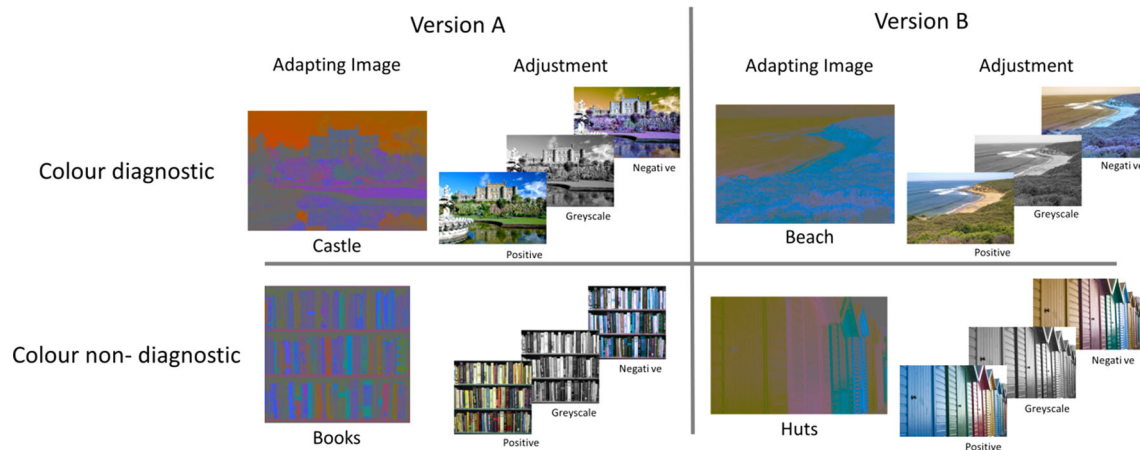 Version A
Version B
Adapting Image
Adjustment
Adapting Image
Adjustment
Colour diagnostic
Negati ve
Greyscale
Positive
Castle
Negati ve
Greyscale
Positive
Beach
Colour non- diagnostic
Negati ve
Greyscale
Positive
Books
Negati ve
Greyscale
Positive
Huts